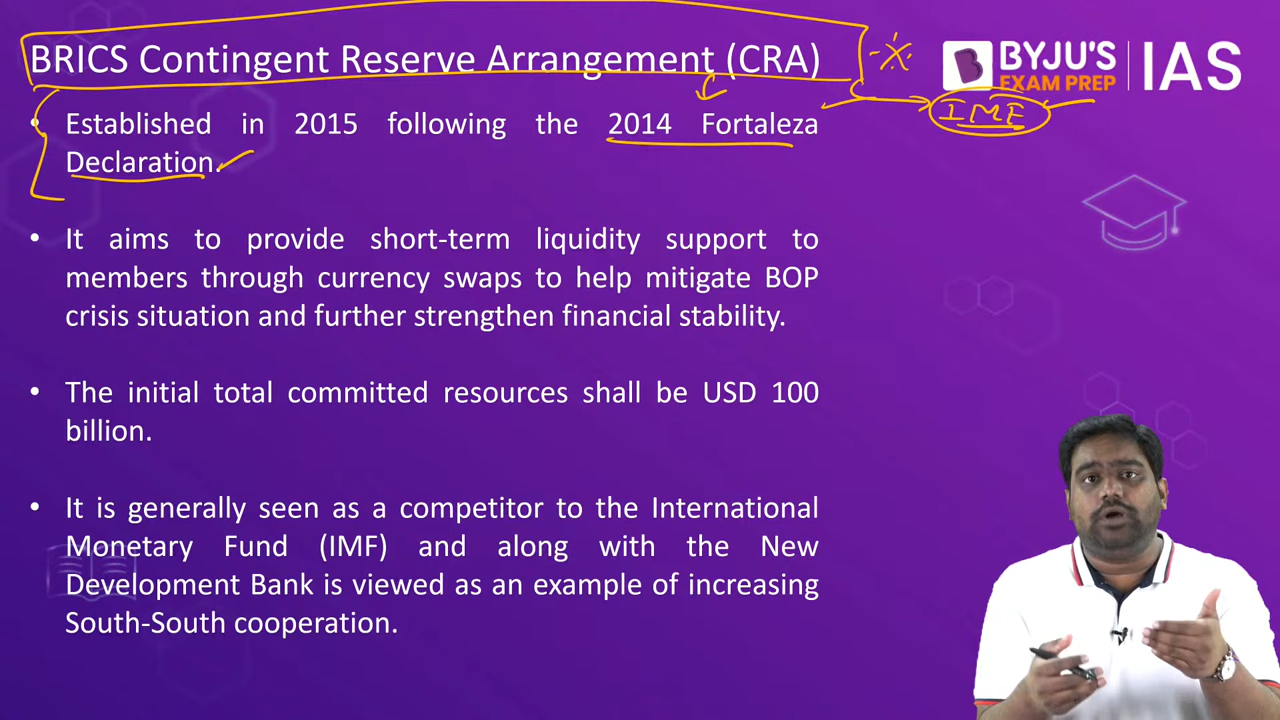 BRICS Contingent Reserve Arrangement (CRA)
BYJU'S
EXAM PREP
IAS
IMF
• Established in 2015 following the 2014 Fortaleza
Declaration.
• It aims to provide short-term liquidity support to
members through currency swaps to help mitigate BOP
crisis situation and further strengthen financial stability.
• The initial total committed resources shall be USD 100
billion.
• It is generally seen as a competitor to the International
Monetary Fund (IMF) and along with the New
Development Bank is viewed as an example of increasing
South-South cooperation.